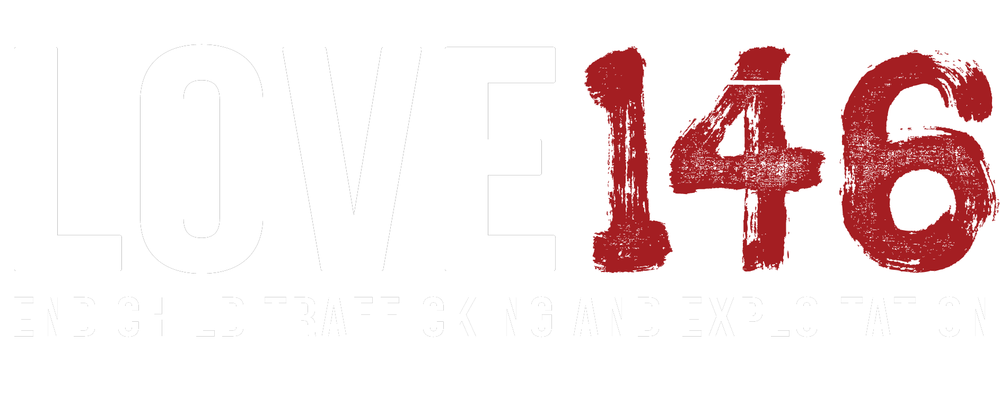 LOVE146
END CHILD TRAFFICKING AND EXPLOITATION